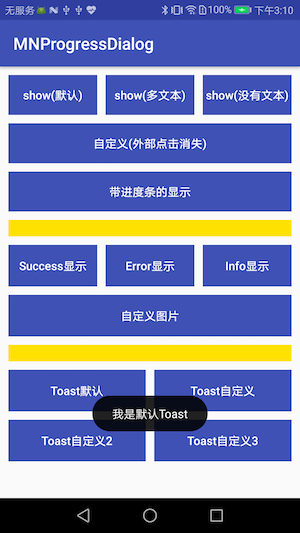 无服务 100% 下午3:10
MNProgressDialog
show(默认) show(多文本) show(没有文本)
自定义(外部点击消失)
带进度条的显示
Success显示 Error显示 Info显示
自定义图片
Toast默认 Toast自定义
我是默认Toast
Toast自定义2 Toast自定义3